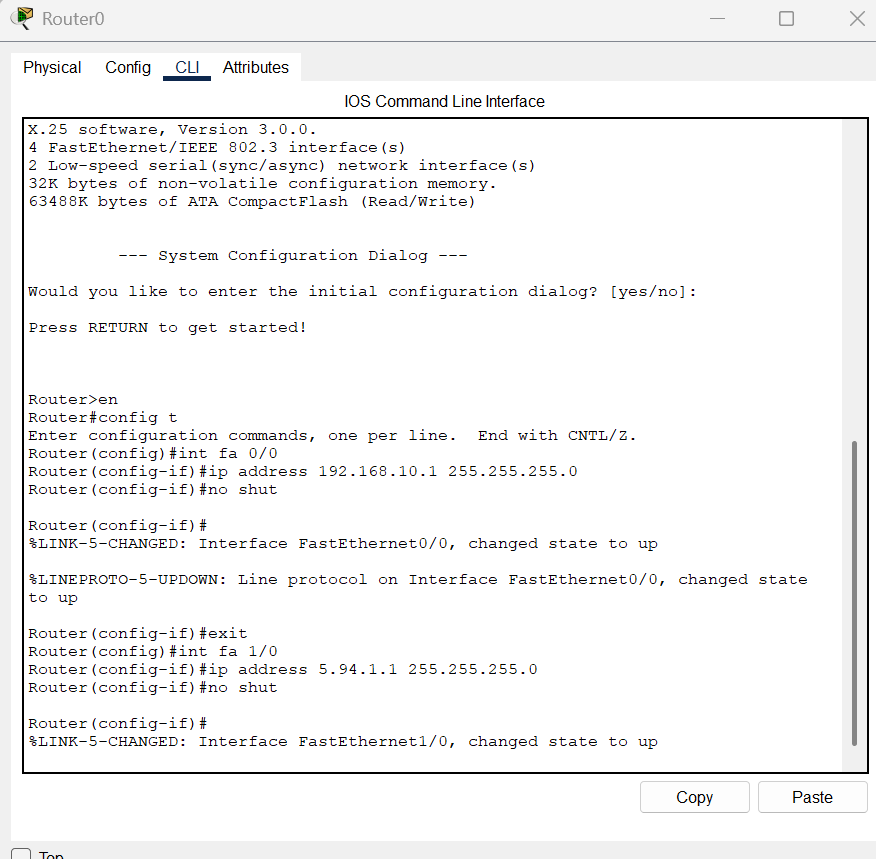 Router0
Physical Config CLI Attributes
IOS Command Line Interface
X.25 software, Version 3.0.0.
4 FastEthernet/IEEE 802.3 interface(s)
2 Low-speed serial(sync/async) network interface(s)
32K bytes of non-volatile configuration memory.
63488K bytes of ATA CompactFlash (Read/Write)
--- System Configuration Dialog ---
Would you like to enter the initial configuration dialog? [yes/no]:
Press RETURN to get started!
Router>en
Router#config t
Enter configuration commands, one per line.  End with CNTL/Z.
Router(config)#int fa 0/0
Router(config-if)#ip address 192.168.10.1 255.255.255.0
Router(config-if)#no shut
Router(config-if)#
%LINK-5-CHANGED: Interface FastEthernet0/0, changed state to up
%LINEPROTO-5-UPDOWN: Line protocol on Interface FastEthernet0/0, changed state
to up
Router(config-if)#exit
Router(config)#int fa 1/0
Router(config-if)#ip address 5.94.1.1 255.255.255.0
Router(config-if)#no shut
Router(config-if)#
%LINK-5-CHANGED: Interface FastEthernet1/0, changed state to up
Copy Paste
Top